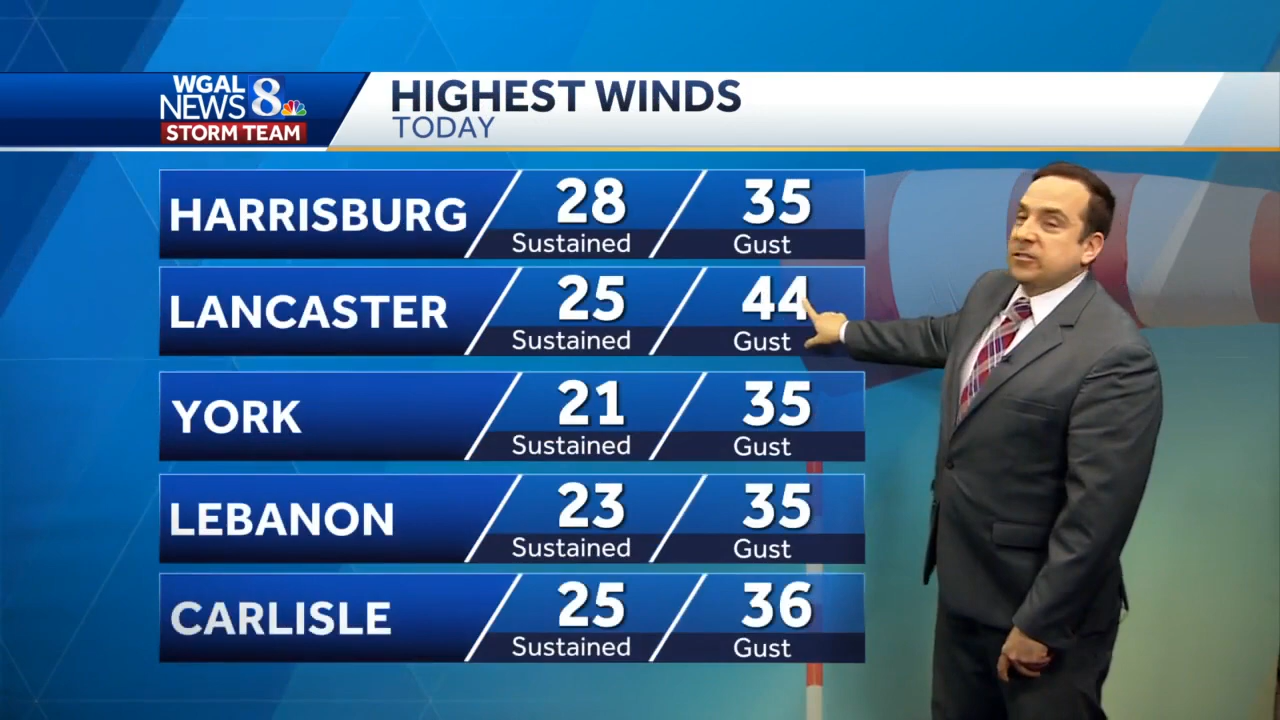 WGAL
NEWS 8
STORM TEAM
HIGHEST WINDS
TODAY
HARRISBURG 28 35
Sustained Gust
LANCASTER 25 44
Sustained Gust
YORK 21 35
Sustained Gust
LEBANON 23 35
Sustained Gust
CARLISLE 25 36
Sustained Gust